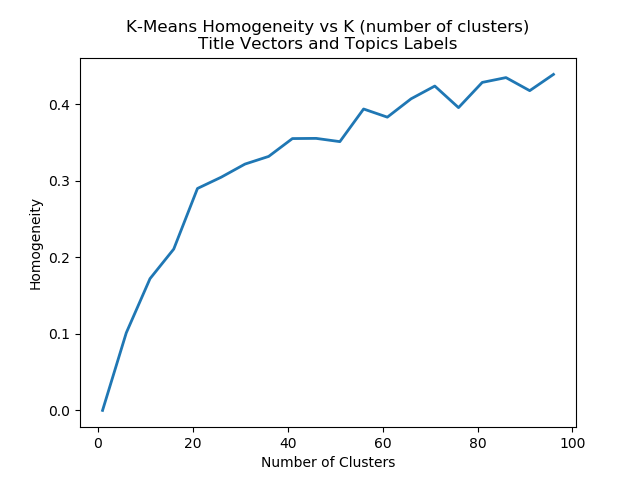 K-Means Homogeneity vs K (number of clusters)
Title Vectors and Topics Labels
Homogeneity
0.4
0.3
0.2
0.1
0.0
0 20 40 60 80 100
Number of Clusters